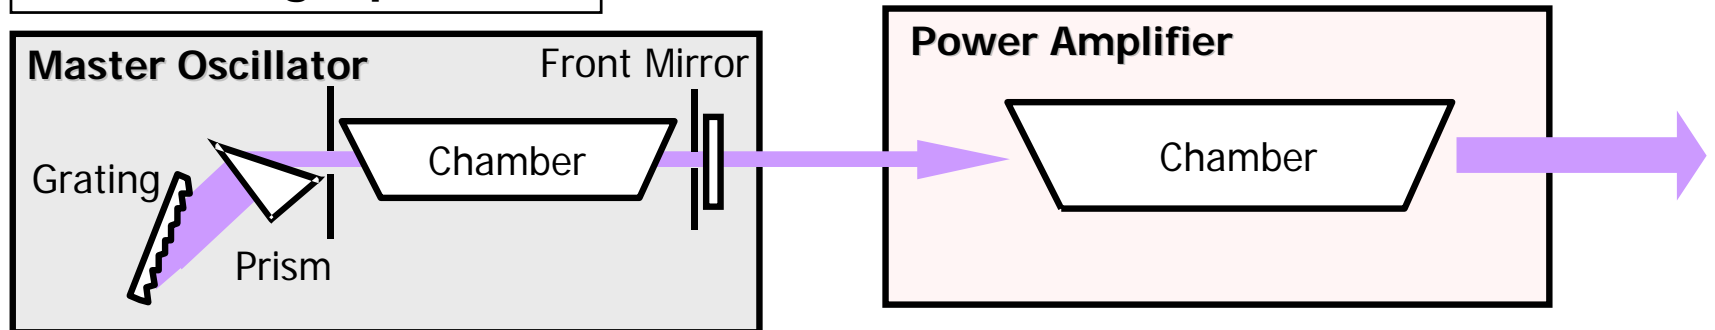 Master Oscillator
Front Mirror
Power Amplifier
Chamber
Chamber
Grating
Prism